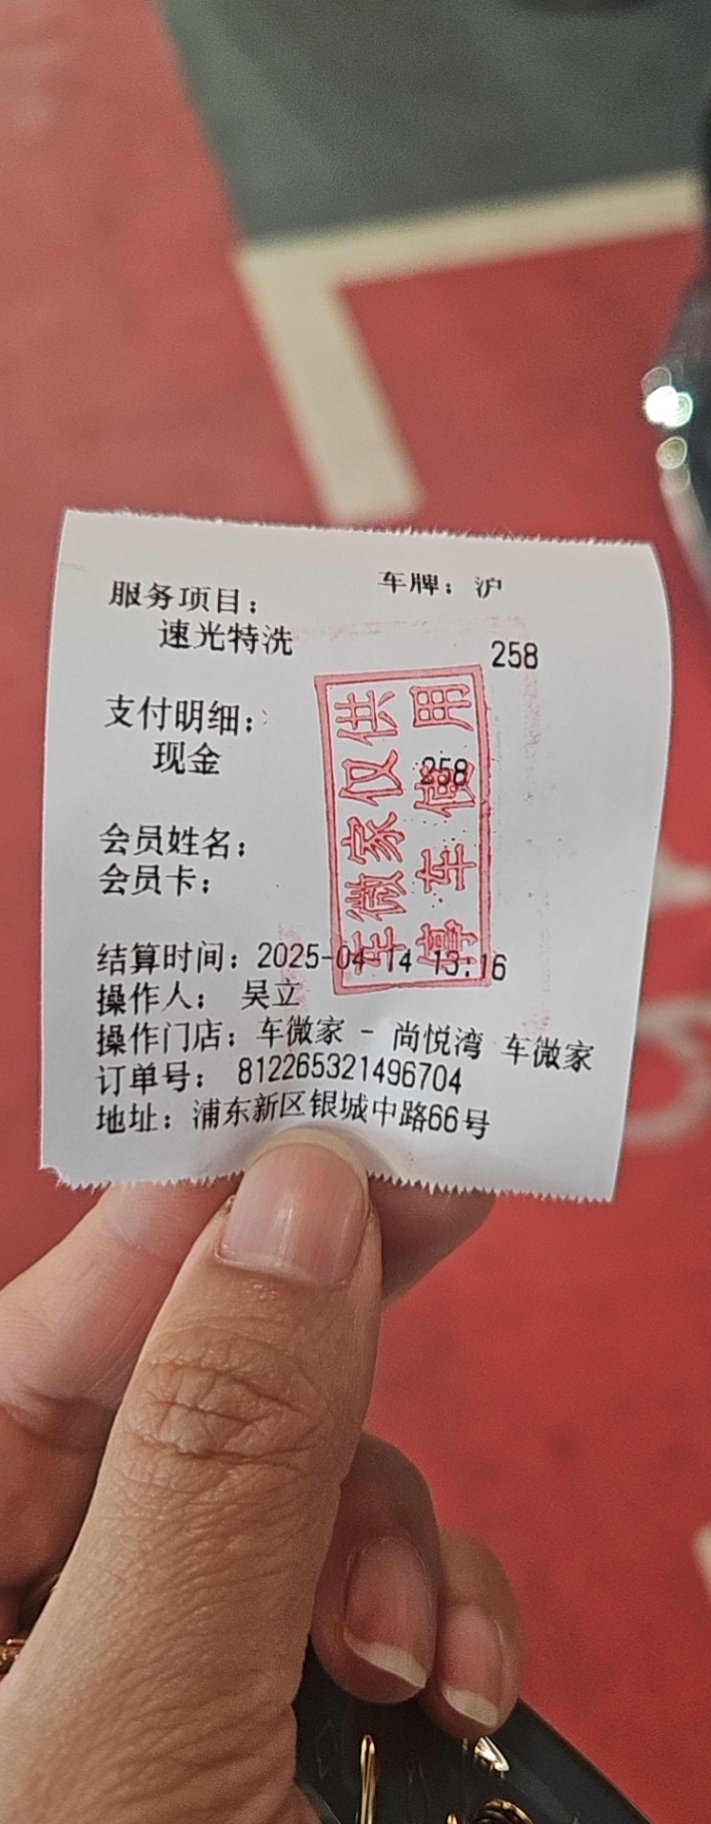 车牌：沪
服务项目：
速光特洗
258
支付明细：
现金 258
会员姓名：
会员卡：
结算时间：2025-04-14 13:16
操作人： 吴立
操作门店：车微家 - 尚悦湾 车微家
订单号： 812265321496704
地址：浦东新区银城中路66号
车微家仅供
停车使用